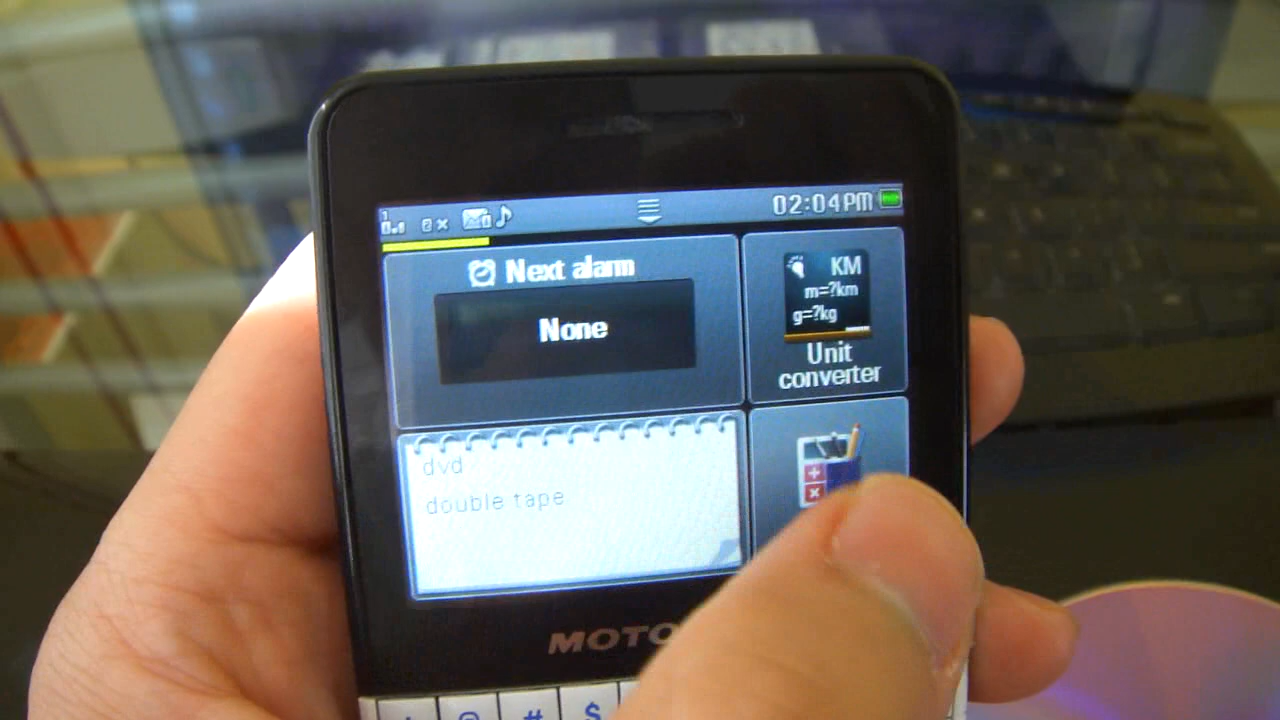 02:04PM
Next alarm
None
KM
m=?km
g=?kg
Unit
converter
dvd
double tape
MOTO
@
#
$